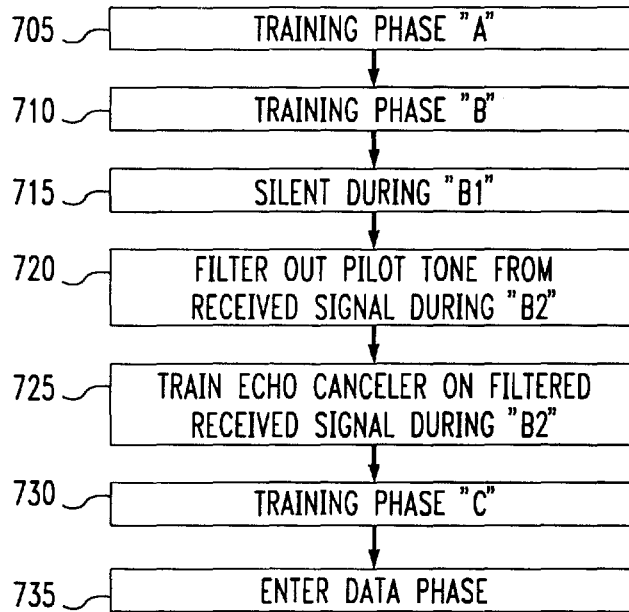 705 TRAINING PHASE "A"
710 TRAINING PHASE "B"
715 SILENT DURING "B1"
720 FILTER OUT PILOT TONE FROM
RECEIVED SIGNAL DURING "B2"
725 TRAIN ECHO CANCELER ON FILTERED
RECEIVED SIGNAL DURING "B2"
730 TRAINING PHASE "C"
735 ENTER DATA PHASE